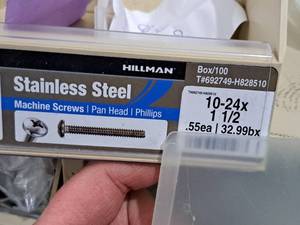 HILLMAN
Box/100
T#692749-H828510
Stainless Steel
Machine Screws | Pan Head | Phillips
10-24x
1 1/2
.55ea | 32.99bx